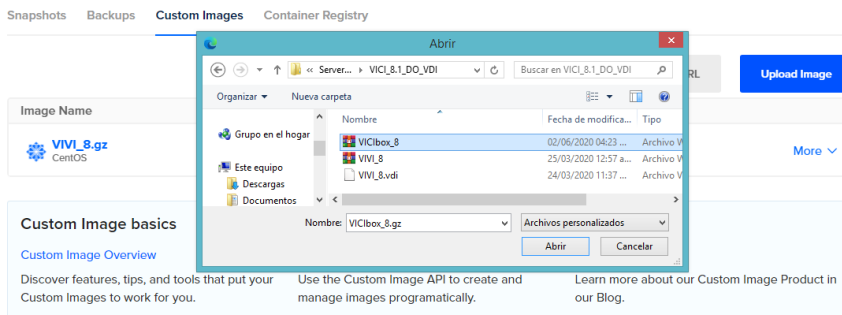 Snapshots Backups Custom Images Container Registry
Abrir
« Server... VICI_8.1_DO_VDI Buscar en VICI_8.1_DO_VDI
RL Upload Image
Organizar Nueva carpeta
Image Name
Nombre Fecha de modifica... Tipo
Grupo en el hogar
VICIbox_8 02/06/2020 04:23 ... Archivo W
VIVI_8.gz
CentOS
VIVI_8 25/03/2020 12:57 a... Archivo W
More
Este equipo
VIVI_8.vdi 24/03/2020 11:37 ... Archivo V
Descargas
Documentos
Nombre: VICIbox_8.gz Archivos personalizados
Abrir Cancelar
Custom Image basics
Custom Image Overview
Discover features, tips, and tools that put your
Custom Images to work for you.
Use the Custom Image API to create and
manage images programatically.
Learn more about our Custom Image Product in
our Blog.